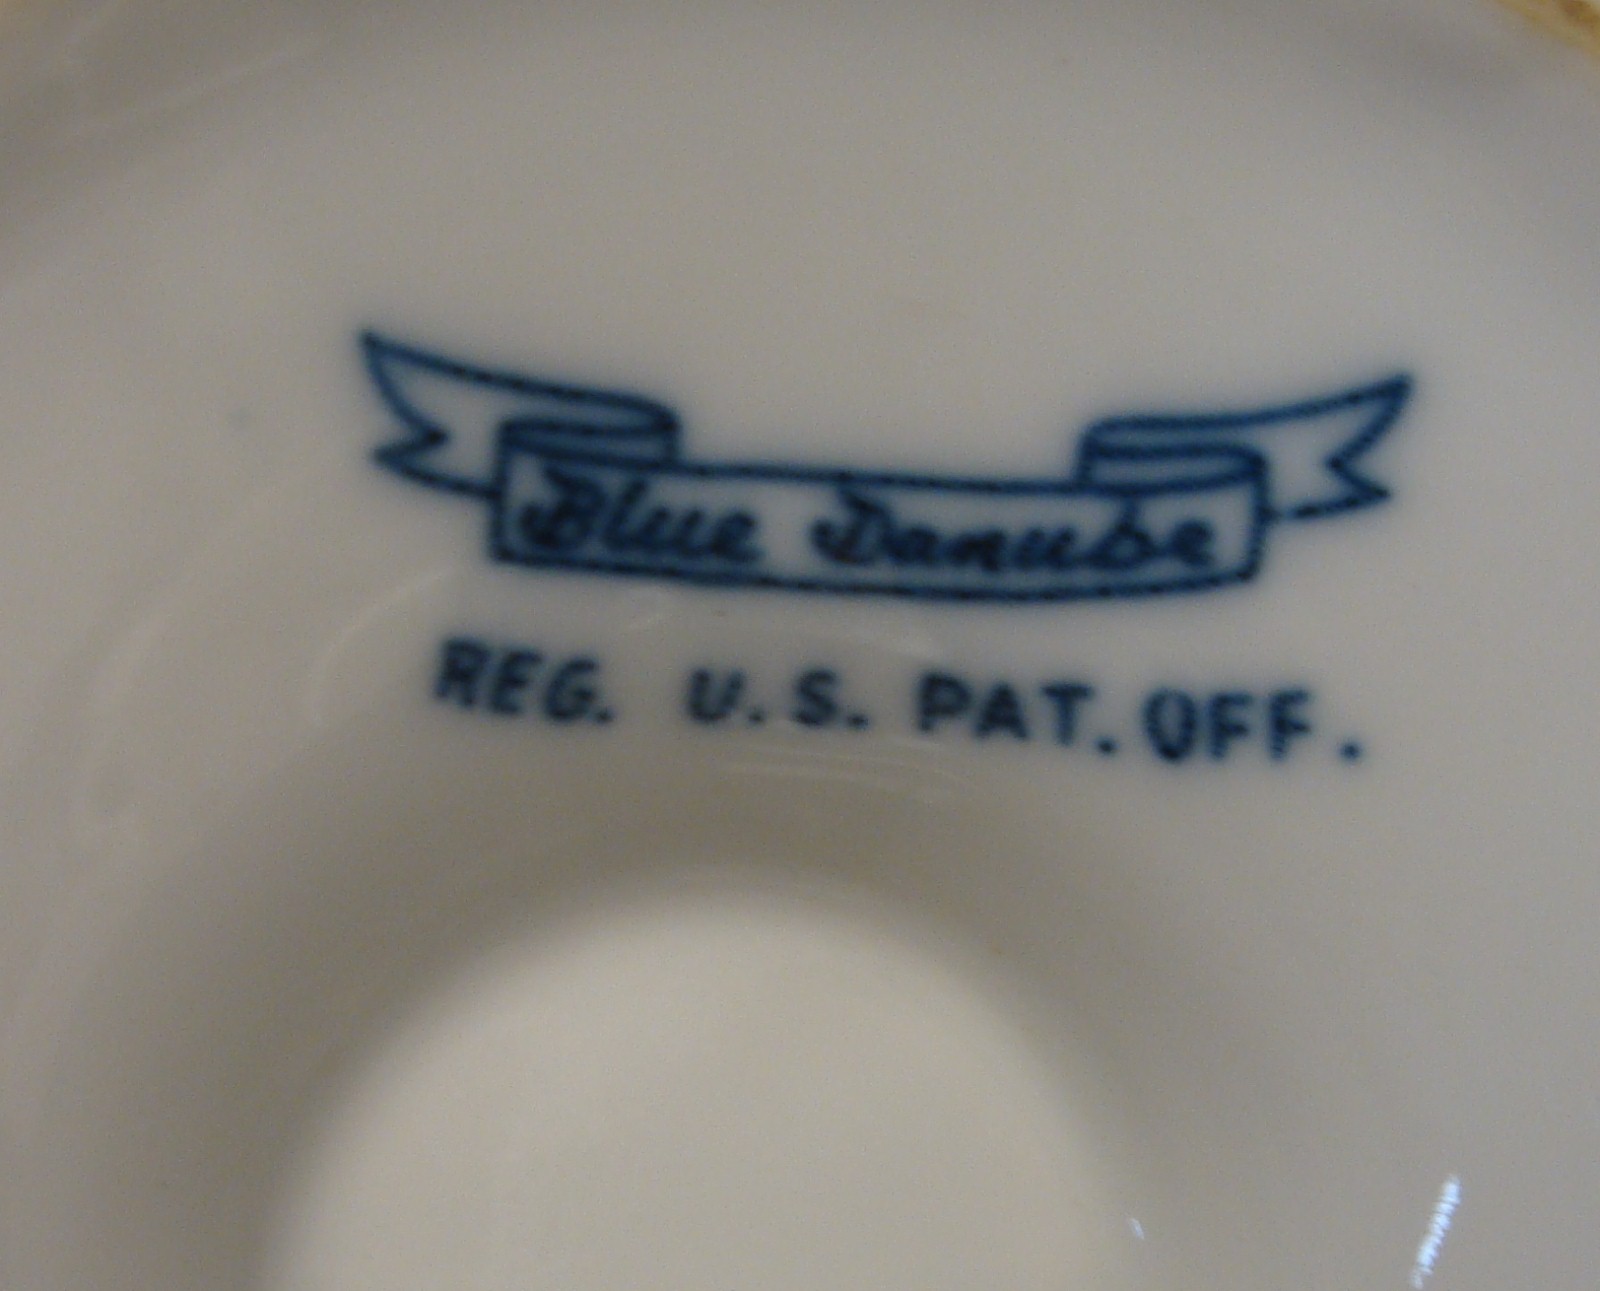 Blue Danube
REG. U.S. PAT. OFF.